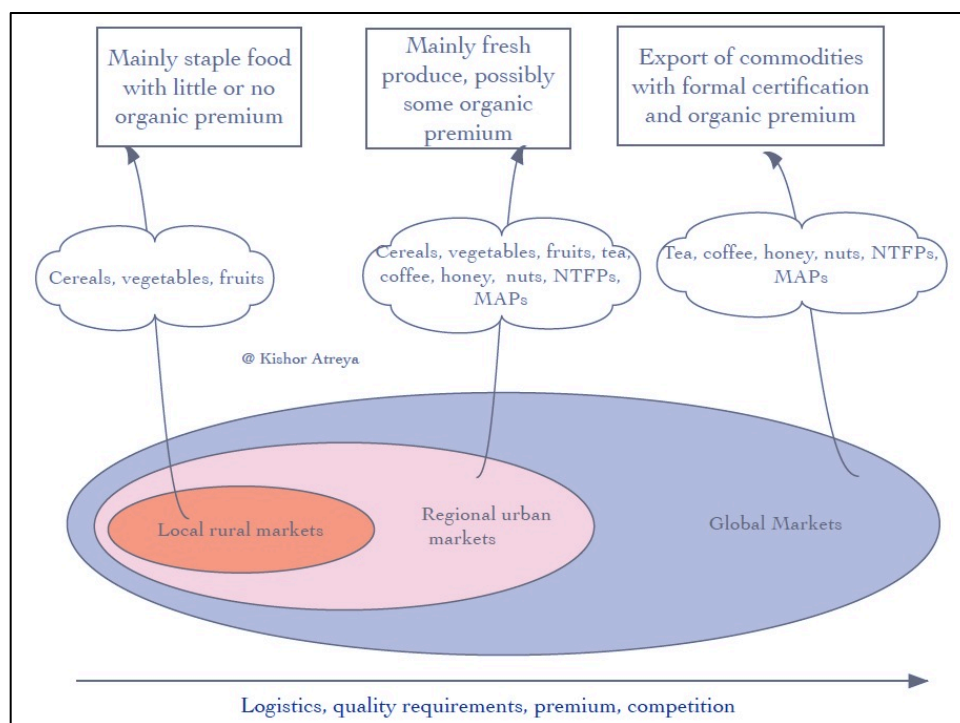 Mainly staple food
with little or no
organic premium
Mainly fresh
produce, possibly
some organic
premium
Export of commodities
with formal certification
and organic premium
Cereals, vegetables, fruits
Cereals, vegetables, fruits, tea,
coffee, honey, nuts, NTFPs,
MAPs
Tea, coffee, honey, nuts, NTFPs,
MAPs
@ Kishor Atreya
Local rural markets
Regional urban
markets
Global Markets
Logistics, quality requirements, premium, competition